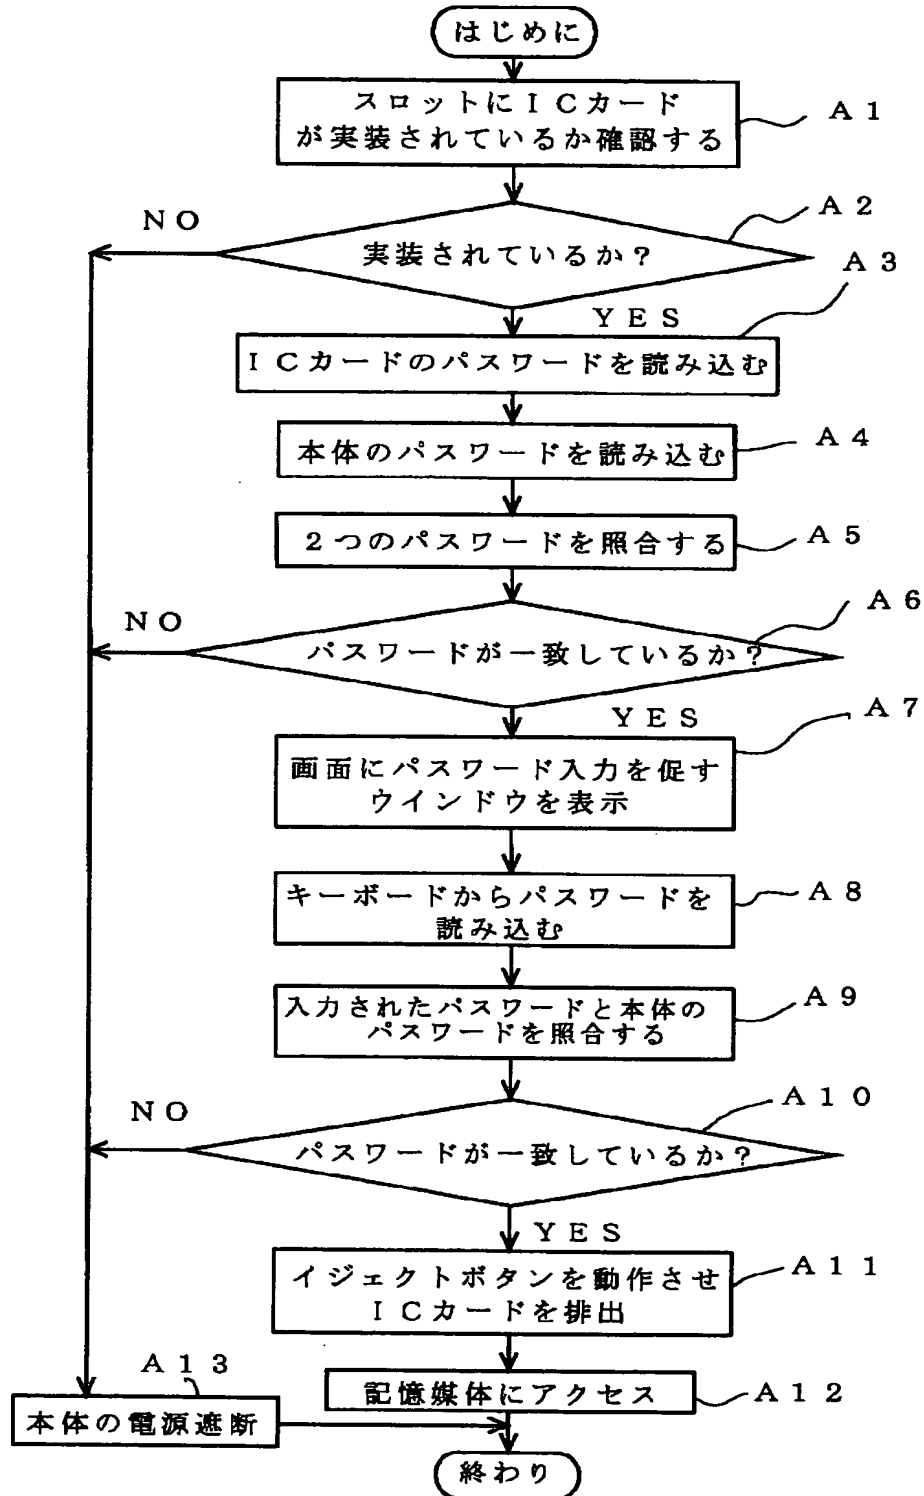 はじめに
スロットにICカード
が実装されているか確認する
A1
A2
NO
実装されているか?
A3
YES
ICカードのパスワードを読み込む
A4
本体のパスワードを読み込む
A5
2つのパスワードを照合する
A6
NO
パスワードが一致しているか?
A7
YES
画面にパスワード入力を促す
ウインドウを表示
A8
キーボードからパスワードを
読み込む
A9
入力されたパスワードと本体の
パスワードを照合する
A10
NO
パスワードが一致しているか?
YES
A11
イジェクトボタンを動作させ
ICカードを排出
A13
記憶媒体にアクセス
A12
本体の電源遮断
終わり